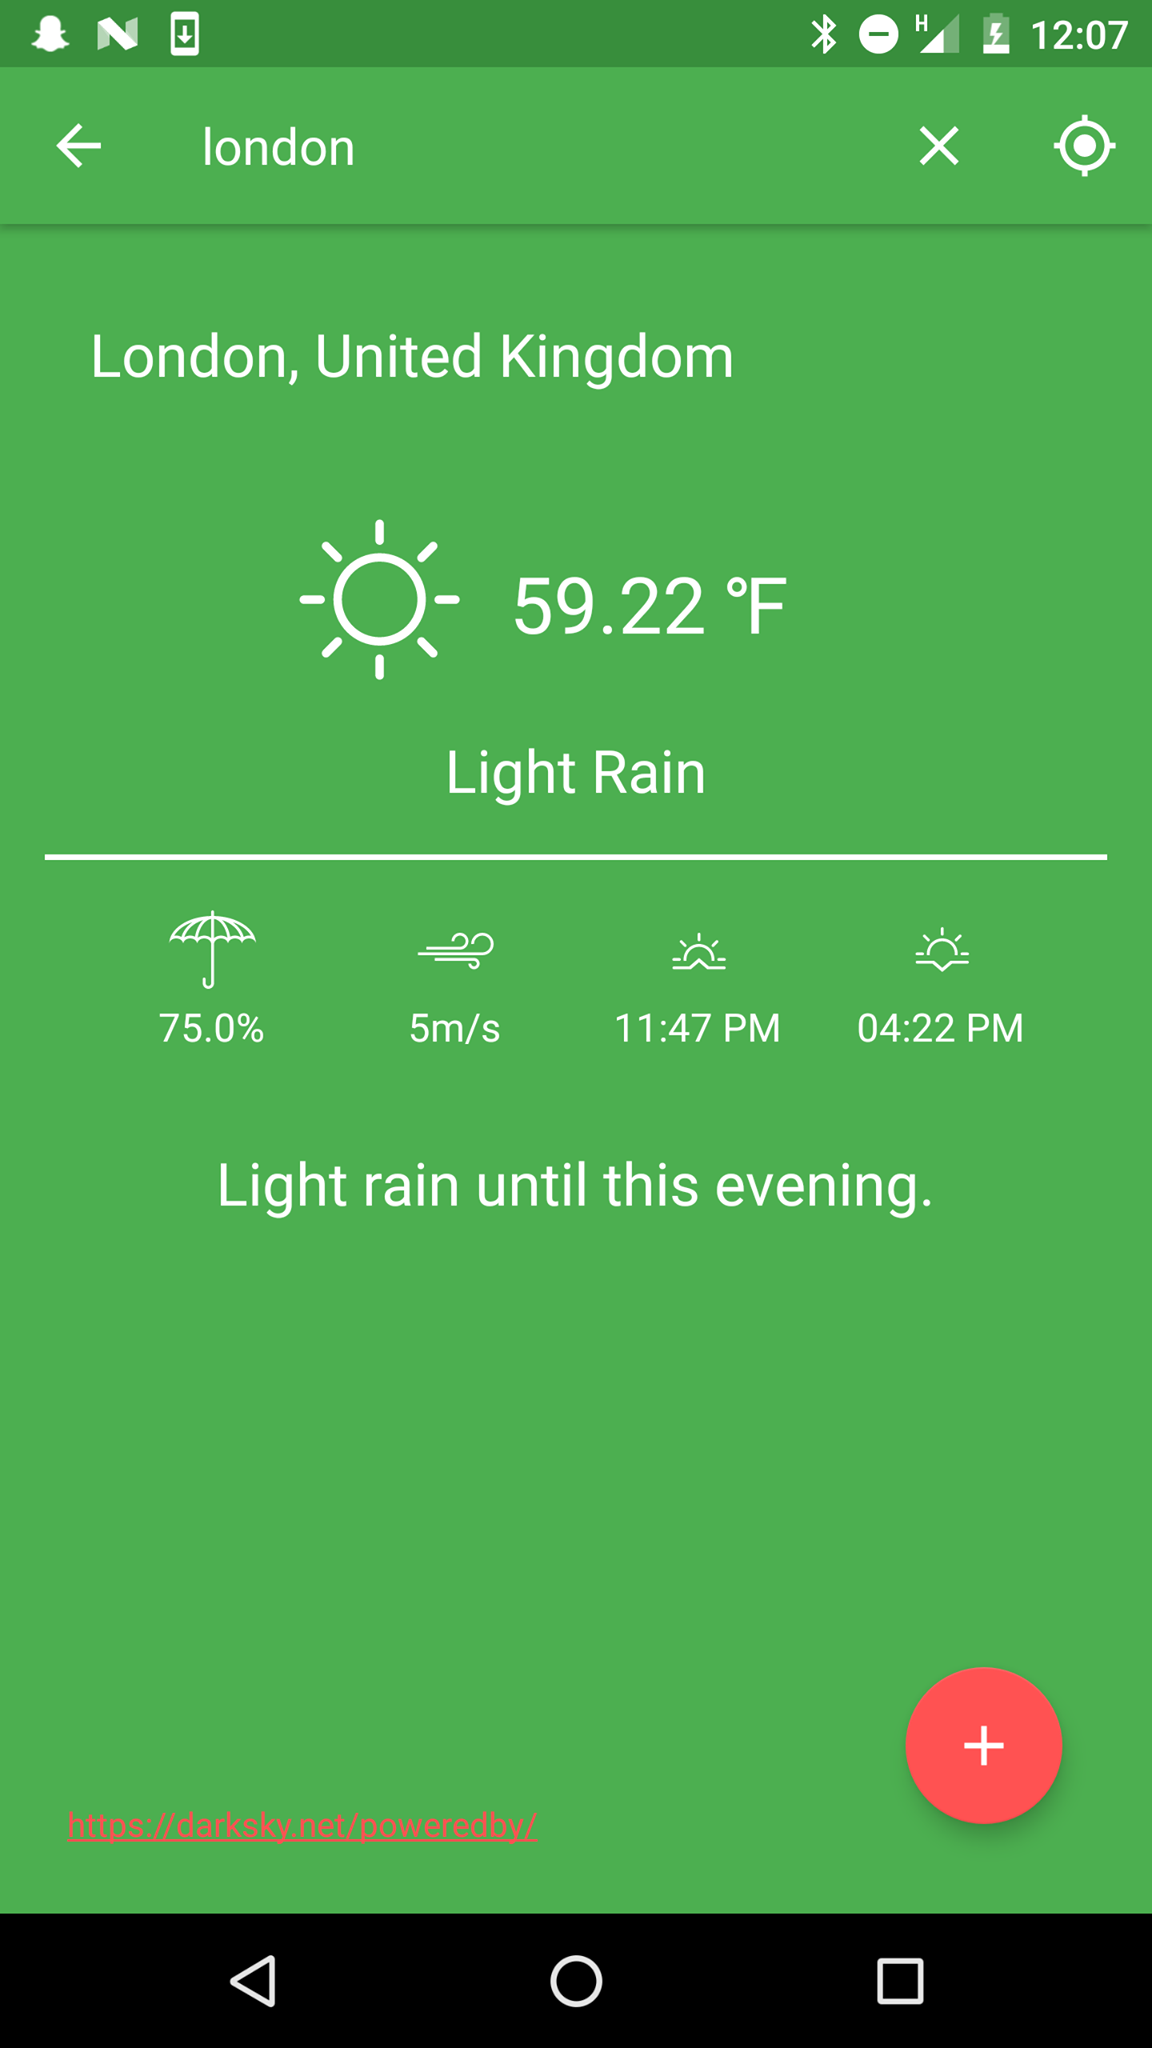 H 12:07
london
London, United Kingdom
59.22 °F
Light Rain
75.0% 5m/s 11:47 PM 04:22 PM
Light rain until this evening.
https://darksky.net/poweredby/